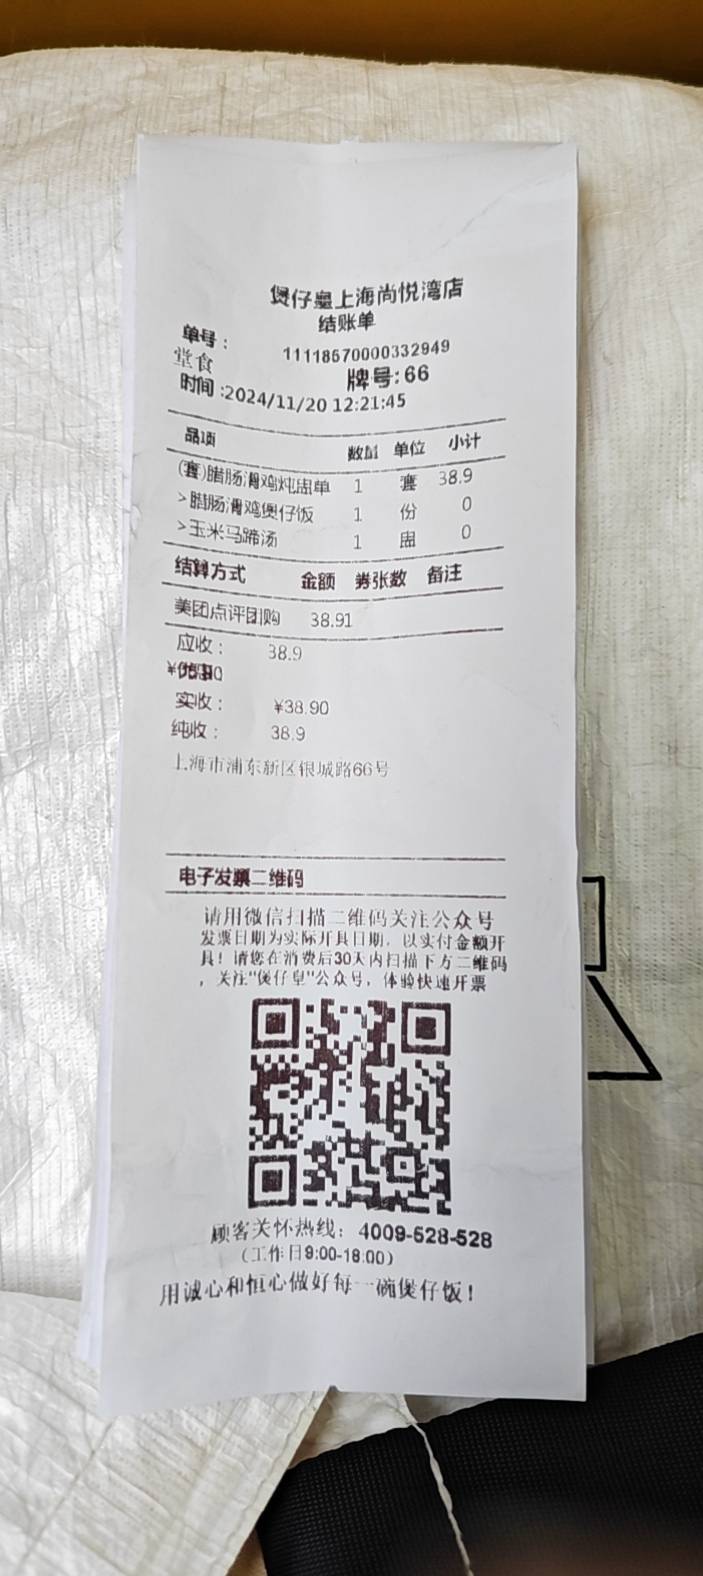 煲仔皇上海尚悦湾店
结账单
单号： 11118570000332949
堂食 牌号:66
时间:2024/11/20 12:21:45
品项 数量 单位 小计
(套)腊肠滑鸡炖盅单 1 套 38.9
>腊肠滑鸡煲仔饭 1 份 0
>玉米马蹄汤 1 盅 0
结算方式 金额 券张数 备注
美团点评团购 38.91
应收： 38.9
实收： ¥38.90
纯收： 38.9
上海市浦东新区银城路66号
电子发票二维码
请用微信扫描二维码关注公众号
发票日期为实际开具日期，以实付金额开
具！请您在消费后30天内扫描下方二维码
，关注"煲仔皇"公众号，体验快速开票
顾客关怀热线：4009-528-528
（工作日9:00-18:00）
用诚心和恒心做好每一碗煲仔饭！